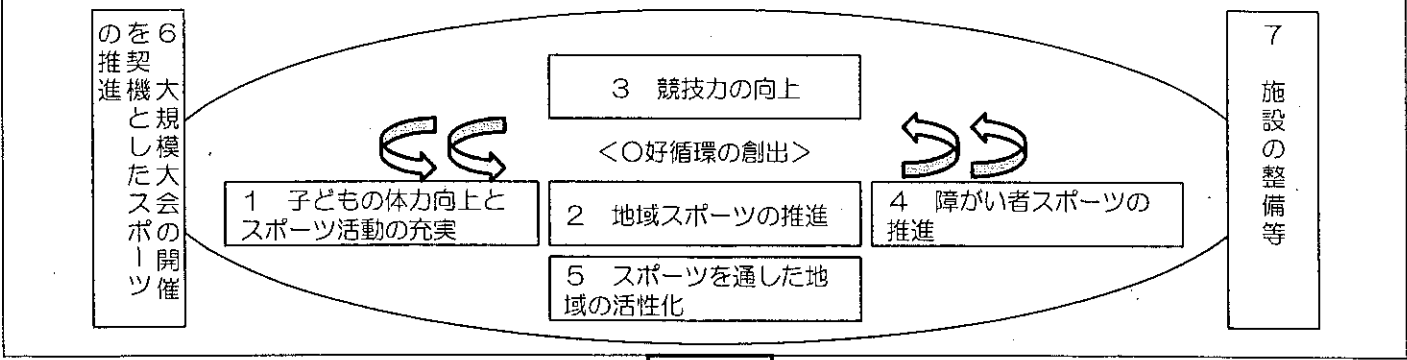 6 大規模大会の開催
を契機としたスポーツ
の推進
3 競技力の向上
<○好循環の創出>
1 子どもの体力向上と
スポーツ活動の充実
2 地域スポーツの推進
4 障がい者スポーツの
推進
5 スポーツを通した地
域の活性化
7 施設の整備等